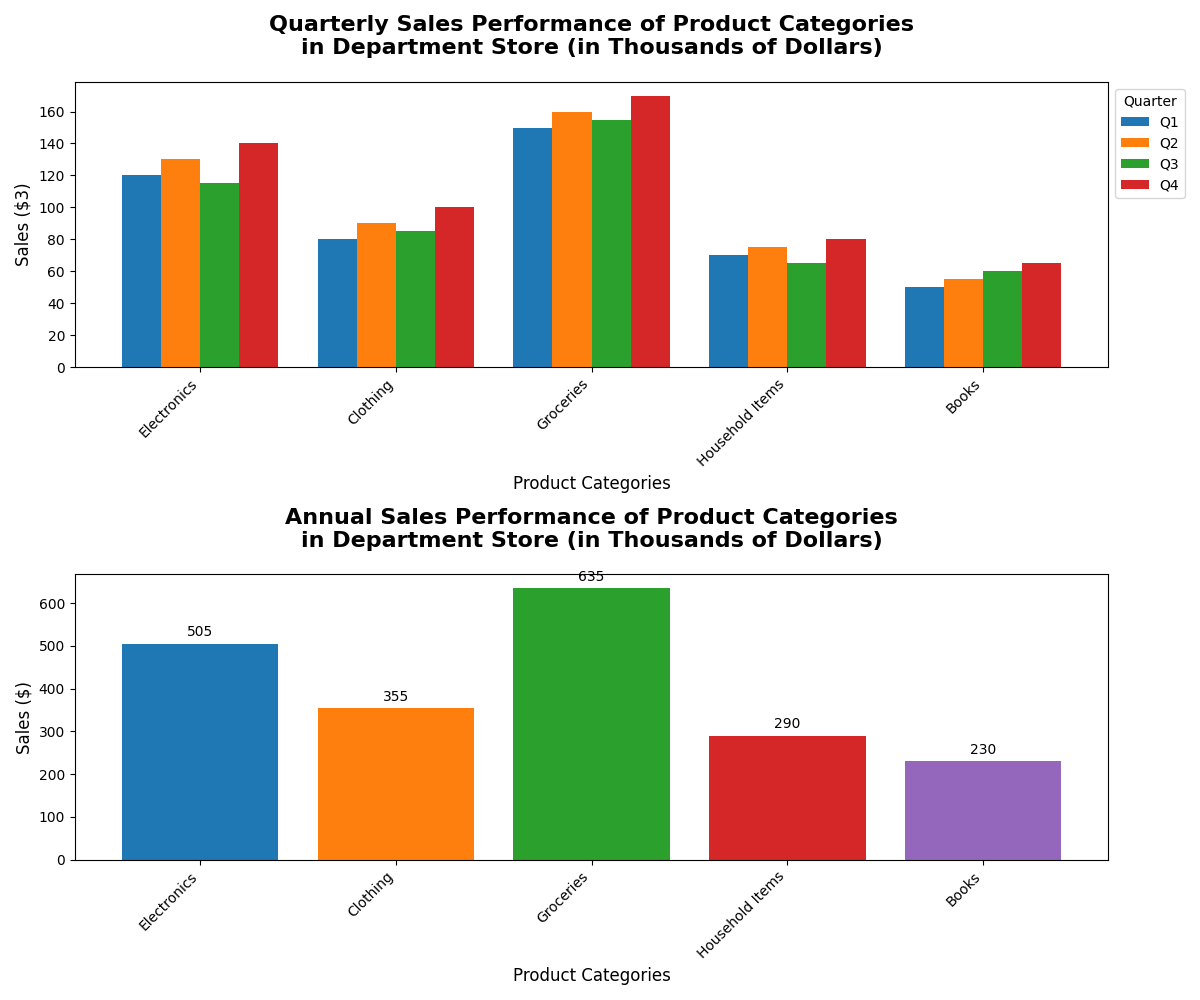 Quarterly Sales Performance of Product Categories
in Department Store (in Thousands of Dollars)
Sales ($3)
160
140
120
100
80
60
40
20
0
Electronics
Clothing
Groceries
Household Items
Books
Product Categories
Quarter
Q1
Q2
Q3
Q4
Annual Sales Performance of Product Categories
in Department Store (in Thousands of Dollars)
Sales ($)
600
500
400
300
200
100
0
505
355
635
290
230
Electronics
Clothing
Groceries
Household Items
Books
Product Categories